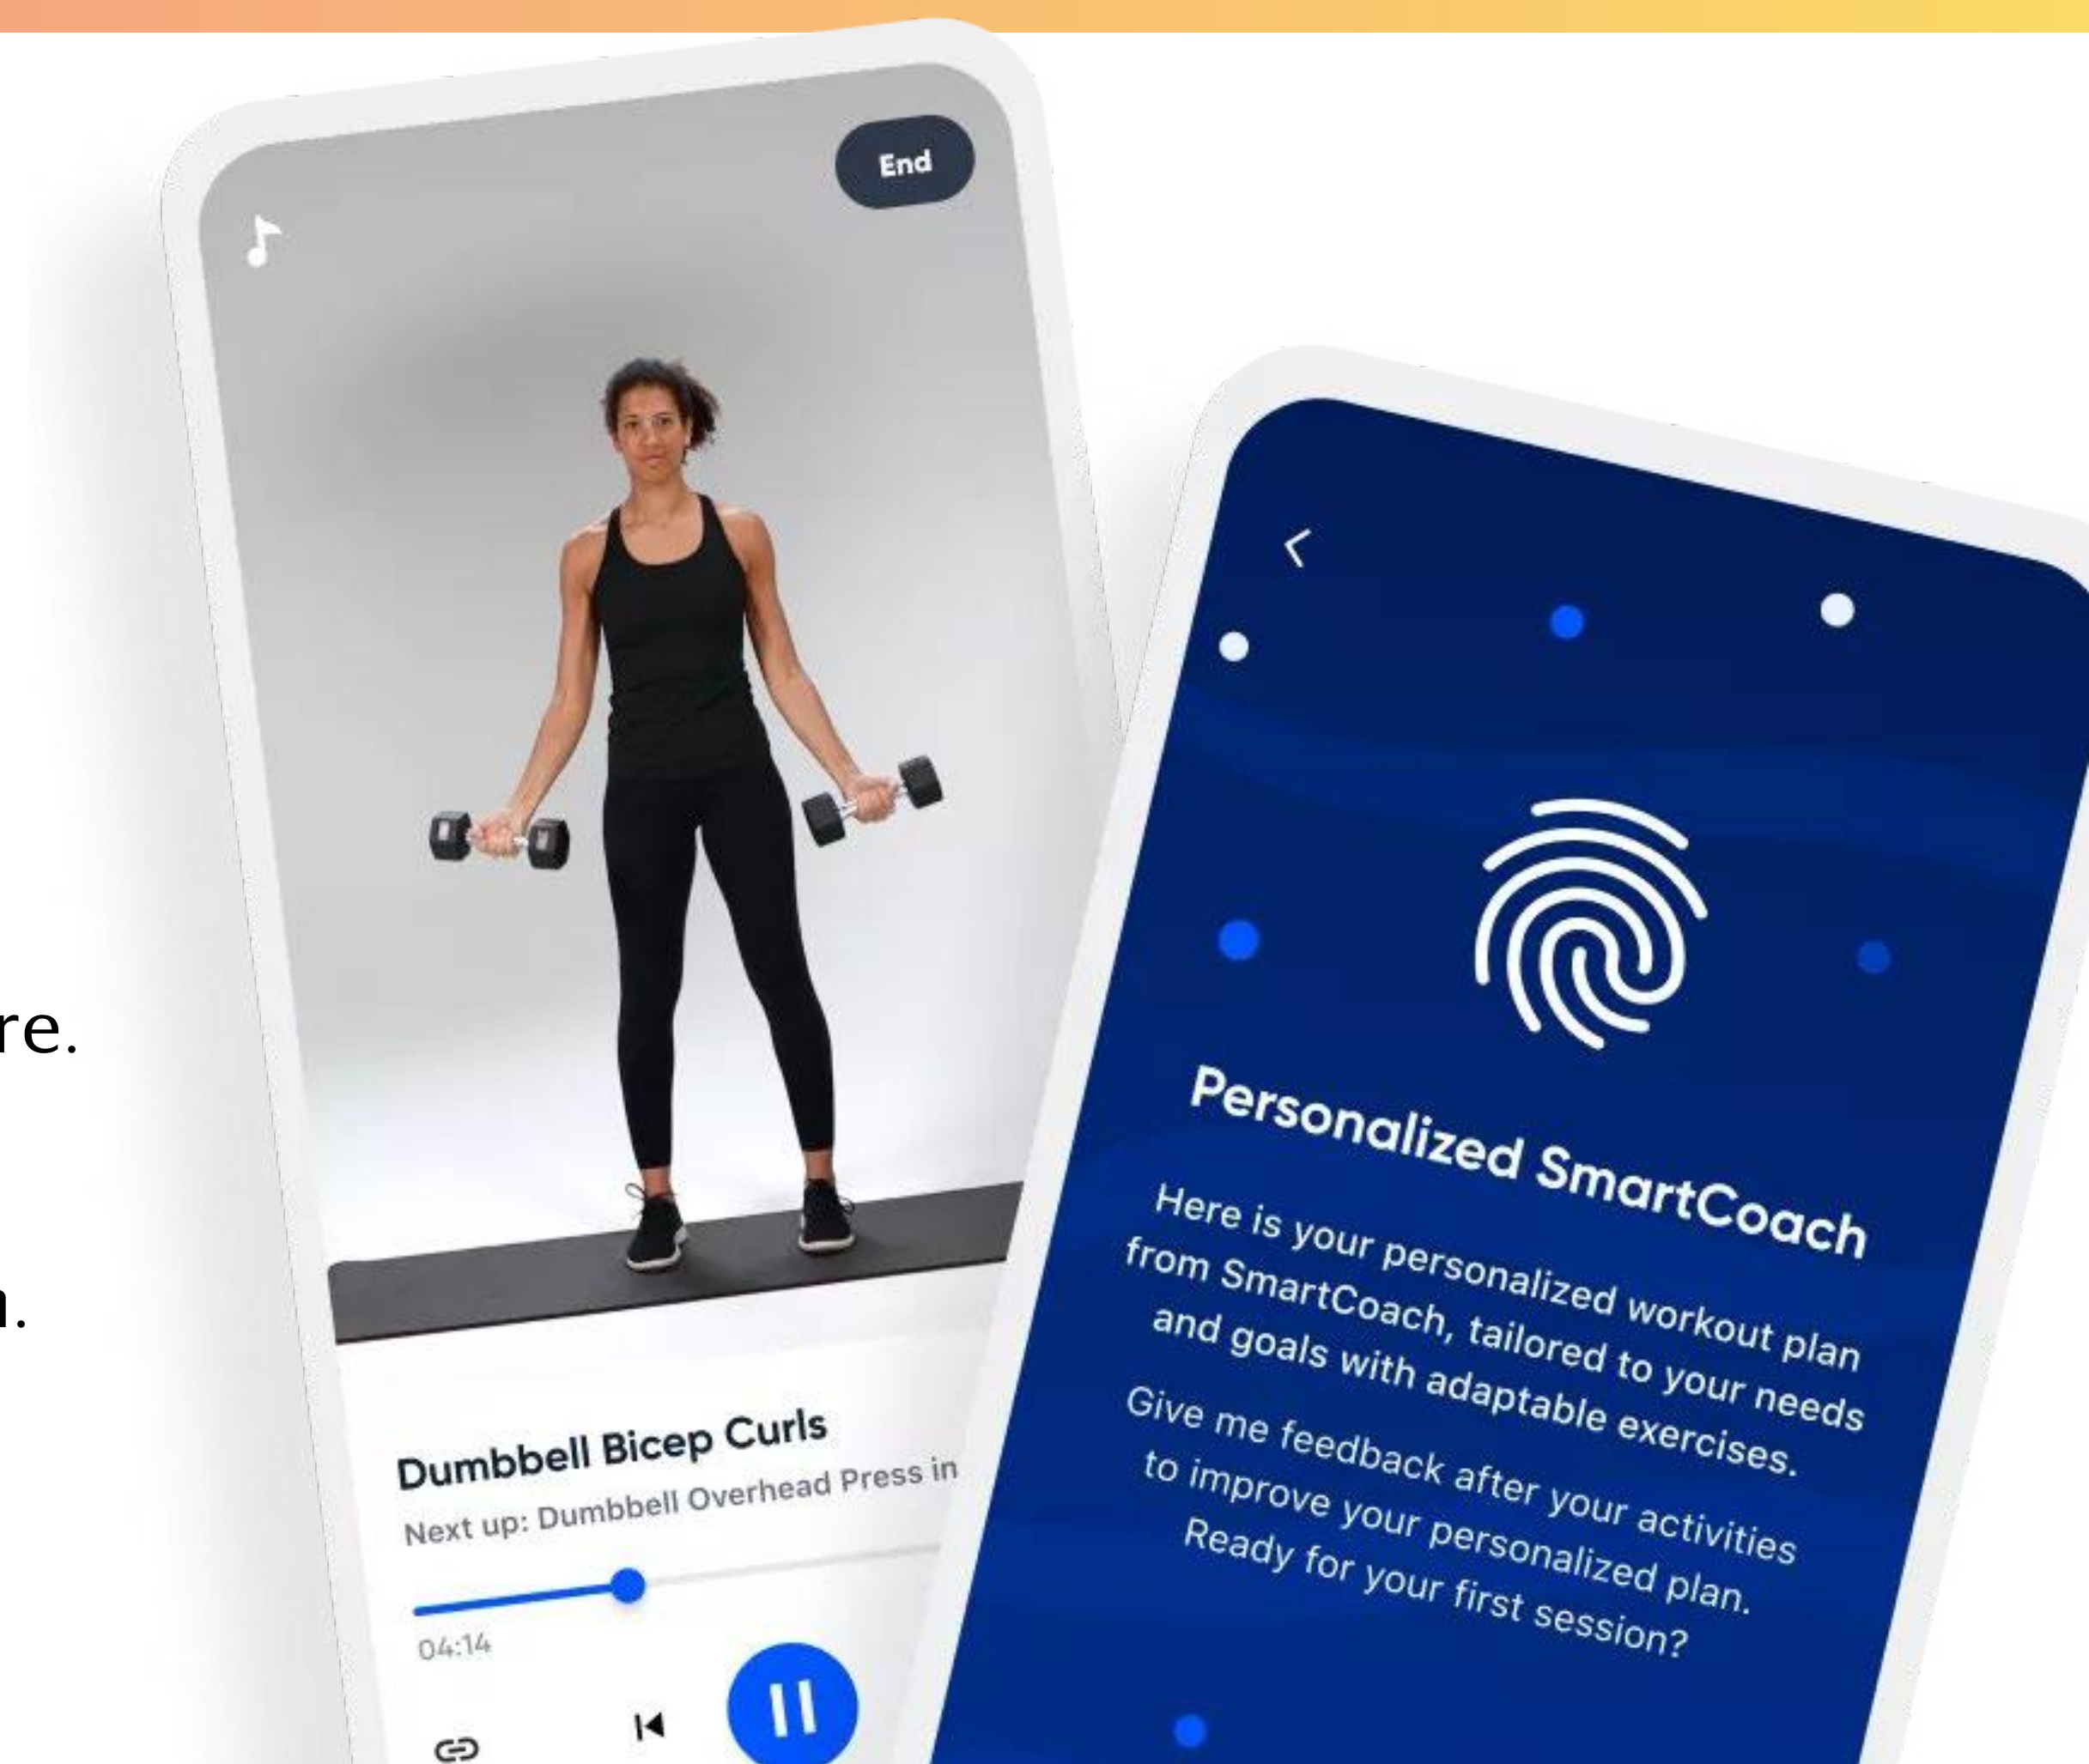 End
re.
.
Dumbbell Bicep Curls
Next up: Dumbbell Overhead Press in
04:14
Personalized SmartCoach
Here is your personalized workout plan
from SmartCoach, tailored to your needs
and goals with adaptable exercises.
Give me feedback after your activities
to improve your personalized plan.
Ready for your first session?